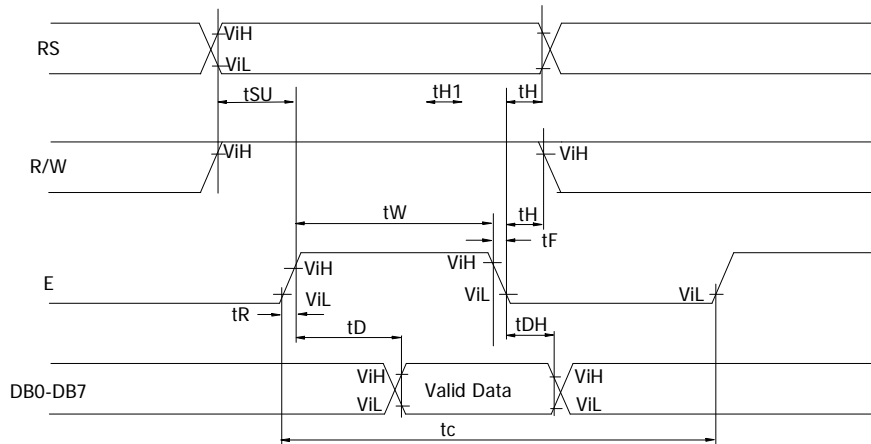 RS
ViH
ViL
tSU
tH1
tH
R/W
ViH
ViH
tW
tH
tF
E
ViH
ViH
ViL
ViL
ViL
tR
tD
tDH
DB0-DB7
ViH
ViL
Valid Data
ViH
ViL
tc